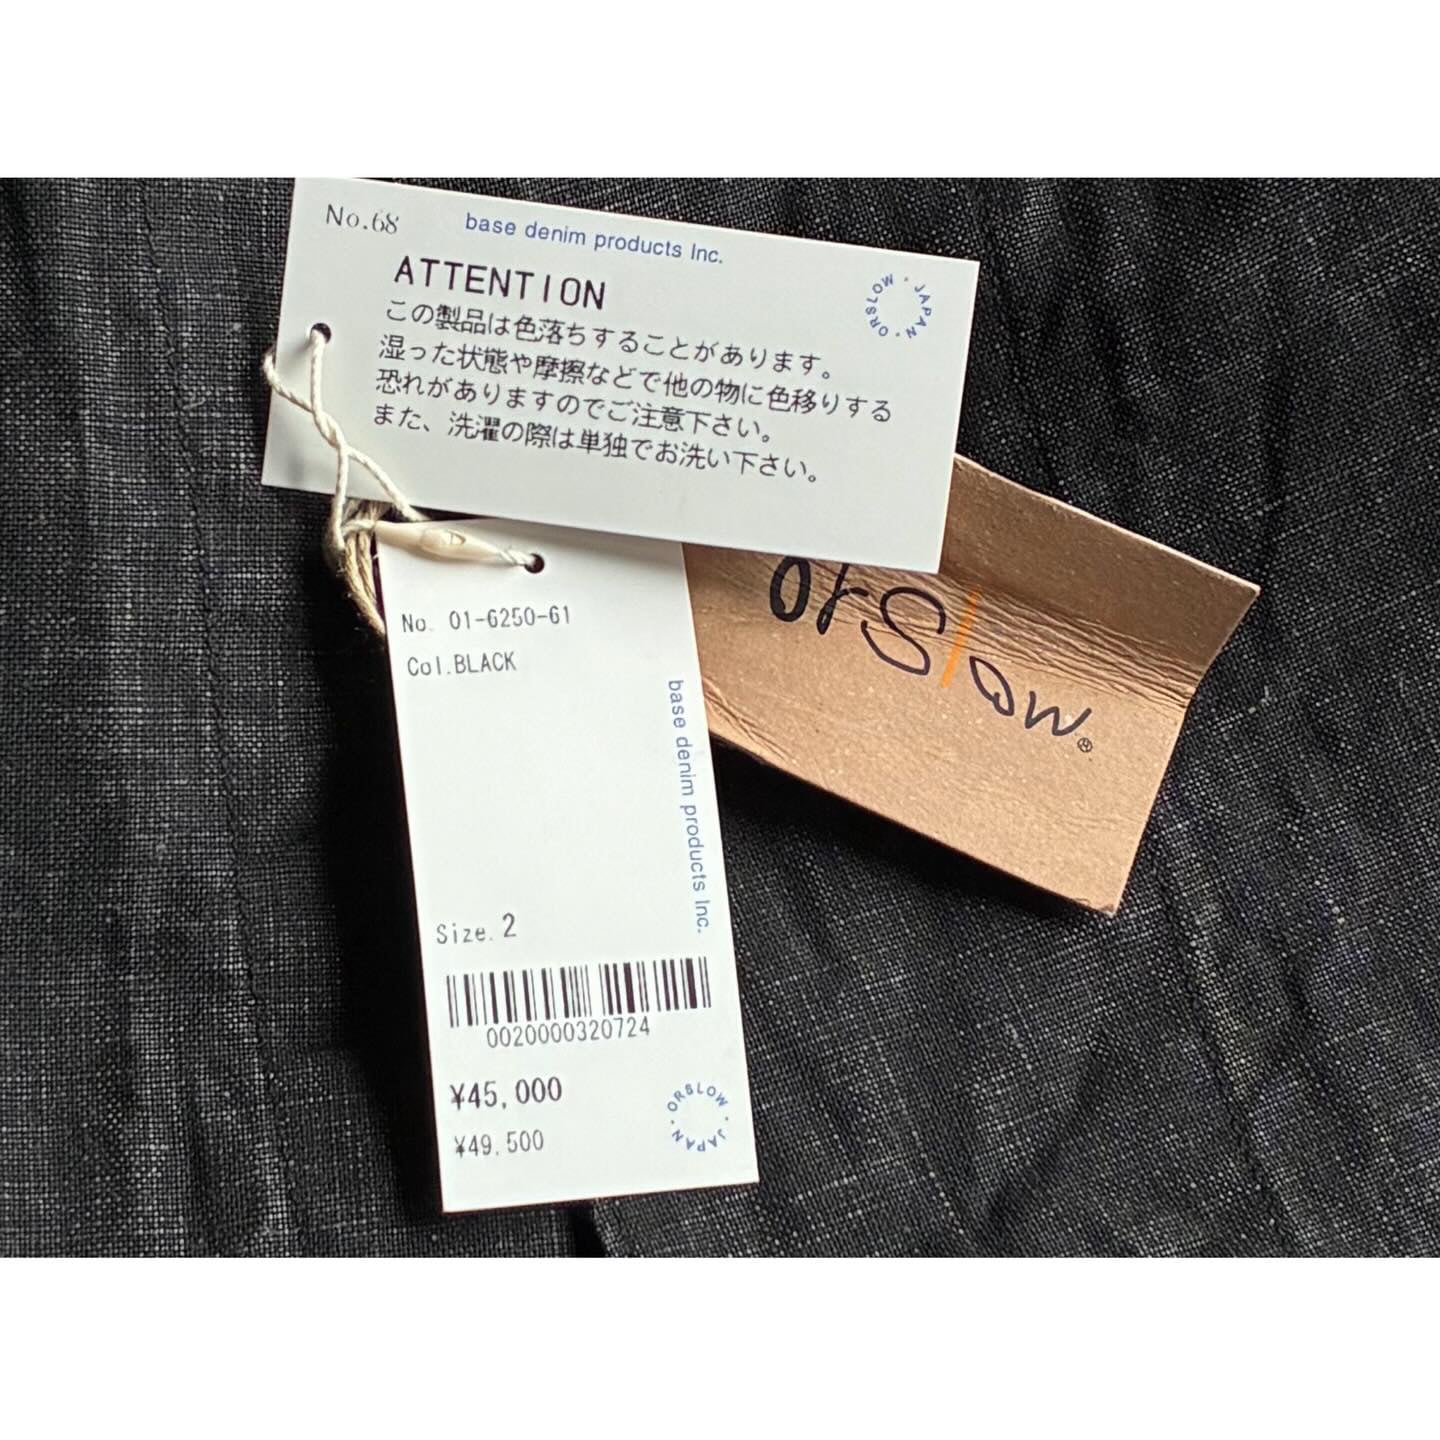 No.68
base denim products Inc.
ATTENTION
この製品は色落ちすることがあります。
湿った状態や摩擦などで他の物に色移りする
恐れがありますのでご注意下さい。
また、洗濯の際は単独でお洗い下さい。
ORSLOW · JAPAN ·
orSlow®
No. 01-6250-61
Col.BLACK
base denim products Inc.
Size. 2
0020000320724
¥45,000
¥49,500
ORSLOW · JAPAN ·